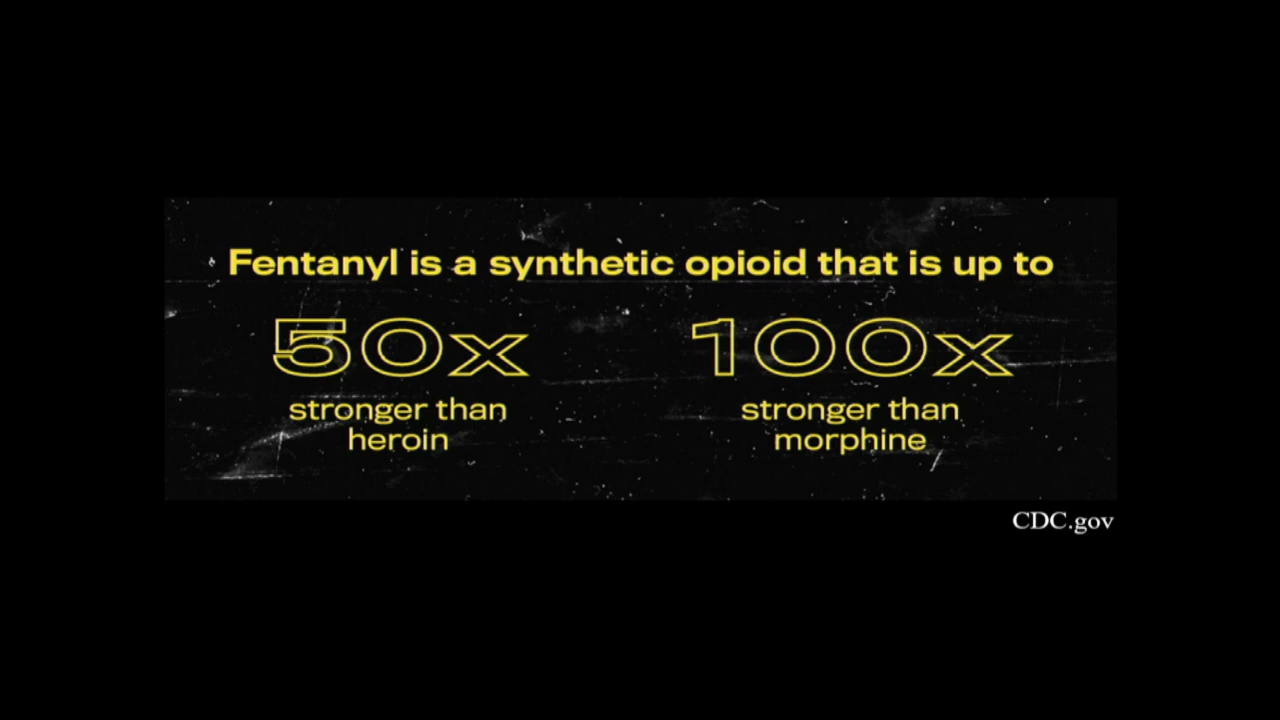 Fentanyl is a synthetic opioid that is up to
50x
100x
stronger than
heroin
stronger than
morphine
CDC.gov